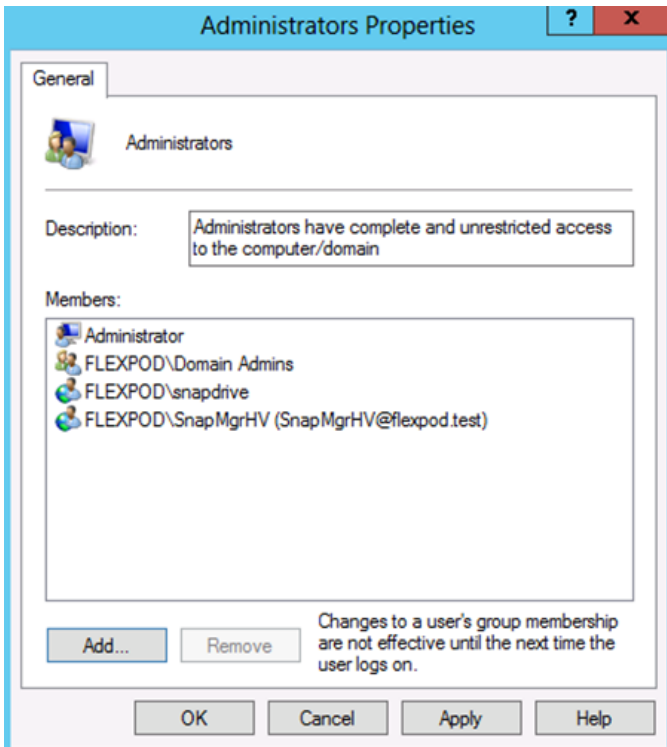 Administrators Properties
?
x
General
Administrators
Description:
Administrators have complete and unrestricted access
to the computer/domain
Members:
Administrator
FLEXPOD\Domain Admins
FLEXPOD\snapdrive
FLEXPOD\SnapMgrHV (SnapMgrHV@flexpod.test)
Add...
Remove
Changes to a user's group membership
are not effective until the next time the
user logs on.
OK
Cancel
Apply
Help